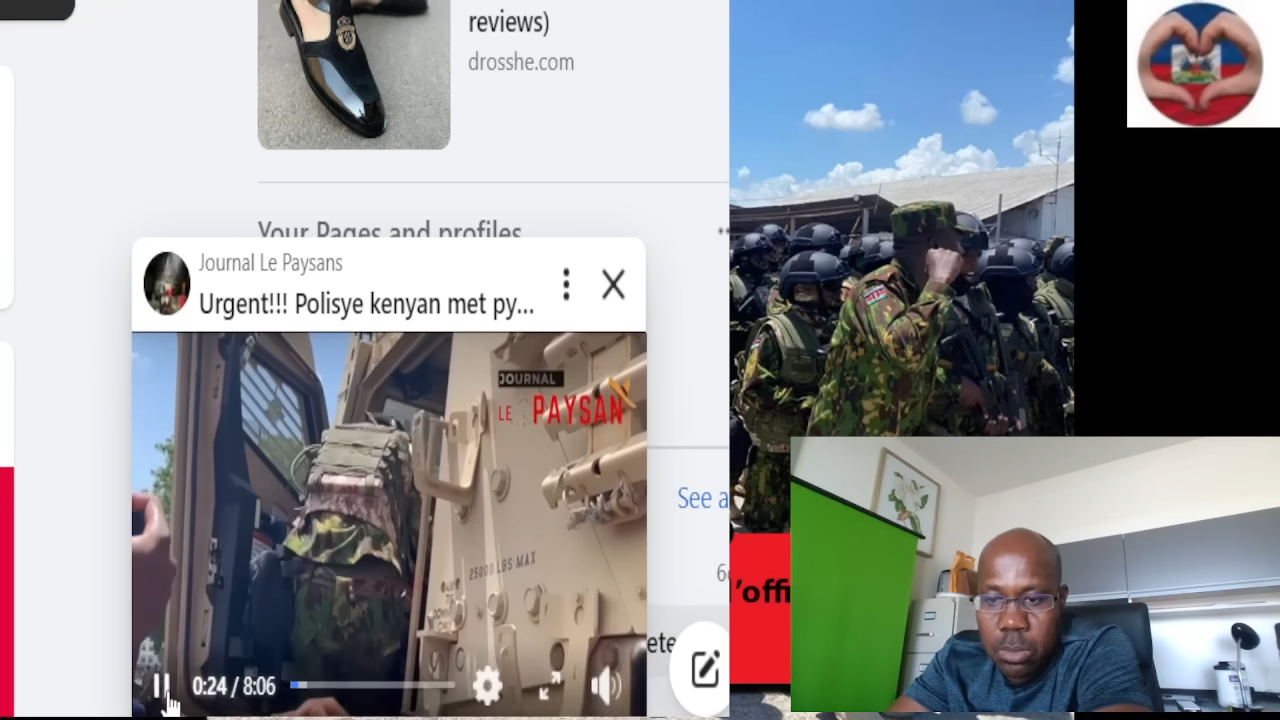 reviews)
drosshe.com
Your Pages and profiles
Journal Le Paysans
Urgent!!! Polisye kenyan met py...
JOURNAL
LE PAYSAN
25000 LBS MAX
0:24 / 8:06
See a
ete
'offi